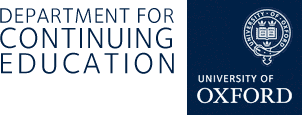 DEPARTMENT FOR
CONTINUING
EDUCATION
UNIVERSITY OF
OXFORD